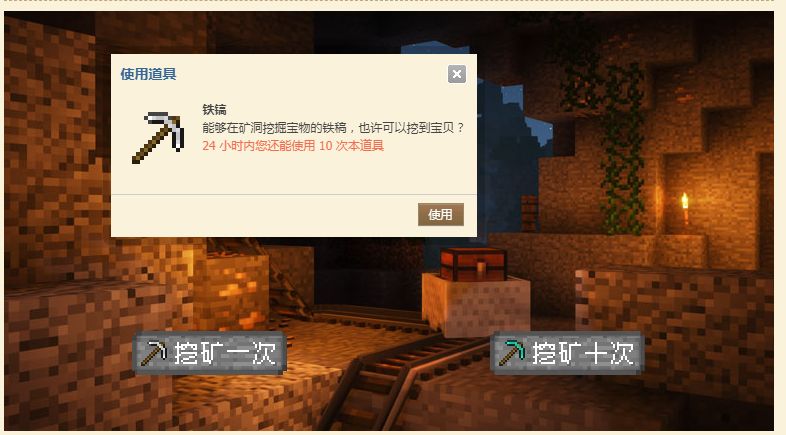 使用道具
铁镐
能够在矿洞挖掘宝物的铁稿，也许可以挖到宝贝？
24 小时内您还能使用 10 次本道具
使用
挖矿一次
挖矿十次